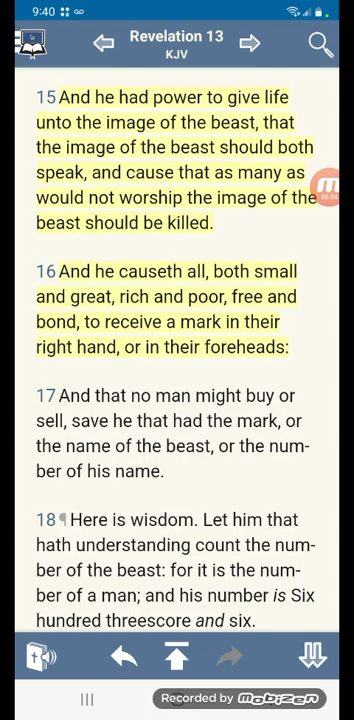 9:40
Revelation 13
KJV
15 And he had power to give life
unto the image of the beast, that
the image of the beast should both
speak, and cause that as many as
would not worship the image of the
beast should be killed.
06:54
16 And he causeth all, both small
and great, rich and poor, free and
bond, to receive a mark in their
right hand, or in their foreheads:
17 And that no man might buy or
sell, save he that had the mark, or
the name of the beast, or the num-
ber of his name.
18 ¶ Here is wisdom. Let him that
hath understanding count the num-
ber of the beast: for it is the num-
ber of a man; and his number is Six
hundred threescore and six.
Recorded by mobizen